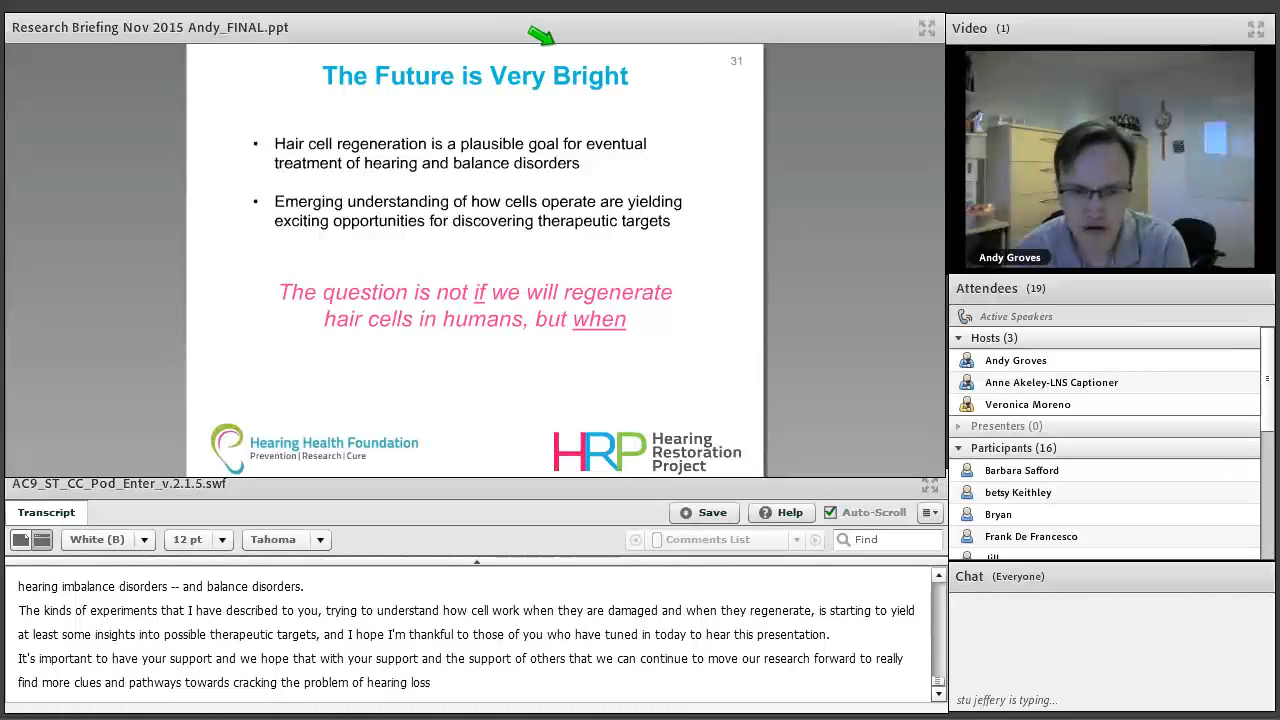 Research Briefing Nov 2015 Andy_FINAL.ppt
31
The Future is Very Bright
• Hair cell regeneration is a plausible goal for eventual
treatment of hearing and balance disorders
• Emerging understanding of how cells operate are yielding
exciting opportunities for discovering therapeutic targets
The question is not if we will regenerate
hair cells in humans, but when
Hearing Health Foundation
Prevention|Research|Cure
HRP
Hearing
Restoration
Project
Video (1)
Andy Groves
Attendees (19)
Active Speakers
Hosts (3)
Andy Groves
Anne Akeley-LNS Captioner
Veronica Moreno
Presenters (0)
Participants (16)
Barbara Safford
betsy Keithley
Bryan
Frank De Francesco
Jill
AC9_ST_CC_Pod_Enter_v.2.1.5.swf
Transcript
Save
Help
Auto-Scroll
White (B)
12 pt
Tahoma
Comments List
Find
hearing imbalance disorders -- and balance disorders.
The kinds of experiments that I have described to you, trying to understand how cell work when they are damaged and when they regenerate, is starting to yield
at least some insights into possible therapeutic targets, and I hope I'm thankful to those of you who have tuned in today to hear this presentation.
It's important to have your support and we hope that with your support and the support of others that we can continue to move our research forward to really
find more clues and pathways towards cracking the problem of hearing loss
Chat (Everyone)
stu jeffery is typing...